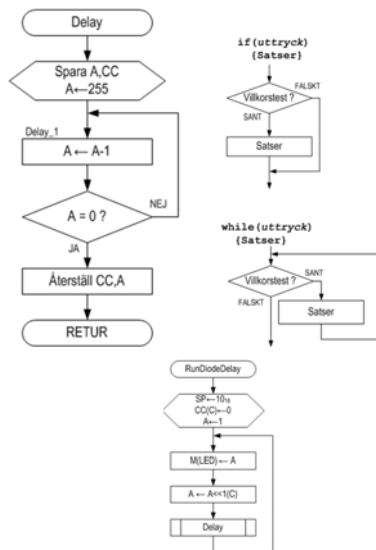 Delay
Spara A,CC
A←255
Delay_1
A ← A-1
A = 0 ?
NEJ
JA
Återställ CC,A
RETUR
if(uttryck)
{Satser}
Villkorstest ?
FALSKT
SANT
Satser
while(uttryck)
{Satser}
Villkorstest ?
SANT
FALSKT
Satser
RunDiodeDelay
SP←10₁₆
CC(C)←0
A←1
M(LED) ← A
A ← A<<1(C)
Delay